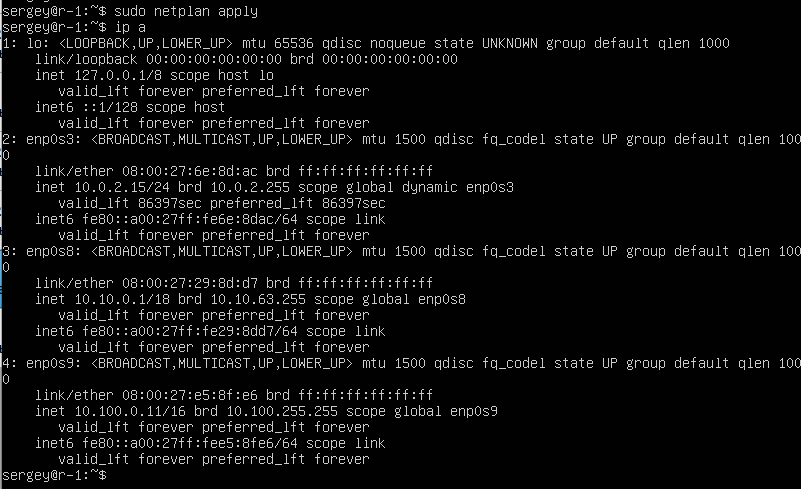 sergey@r-1:~$ sudo netplan apply
sergey@r-1:~$ ip a
1: lo: <LOOPBACK,UP,LOWER_UP> mtu 65536 qdisc noqueue state UNKNOWN group default qlen 1000
    link/loopback 00:00:00:00:00:00 brd 00:00:00:00:00:00
    inet 127.0.0.1/8 scope host lo
       valid_lft forever preferred_lft forever
    inet6 ::1/128 scope host
       valid_lft forever preferred_lft forever
2: enp0s3: <BROADCAST,MULTICAST,UP,LOWER_UP> mtu 1500 qdisc fq_codel state UP group default qlen 100
0
    link/ether 08:00:27:6e:8d:ac brd ff:ff:ff:ff:ff:ff
    inet 10.0.2.15/24 brd 10.0.2.255 scope global dynamic enp0s3
       valid_lft 86397sec preferred_lft 86397sec
    inet6 fe80::a00:27ff:fe6e:8dac/64 scope link
       valid_lft forever preferred_lft forever
3: enp0s8: <BROADCAST,MULTICAST,UP,LOWER_UP> mtu 1500 qdisc fq_codel state UP group default qlen 100
0
    link/ether 08:00:27:29:8d:d7 brd ff:ff:ff:ff:ff:ff
    inet 10.10.0.1/18 brd 10.10.63.255 scope global enp0s8
       valid_lft forever preferred_lft forever
    inet6 fe80::a00:27ff:fe29:8dd7/64 scope link
       valid_lft forever preferred_lft forever
4: enp0s9: <BROADCAST,MULTICAST,UP,LOWER_UP> mtu 1500 qdisc fq_codel state UP group default qlen 100
0
    link/ether 08:00:27:e5:8f:e6 brd ff:ff:ff:ff:ff:ff
    inet 10.100.0.11/16 brd 10.100.255.255 scope global enp0s9
       valid_lft forever preferred_lft forever
    inet6 fe80::a00:27ff:fee5:8fe6/64 scope link
       valid_lft forever preferred_lft forever
sergey@r-1:~$